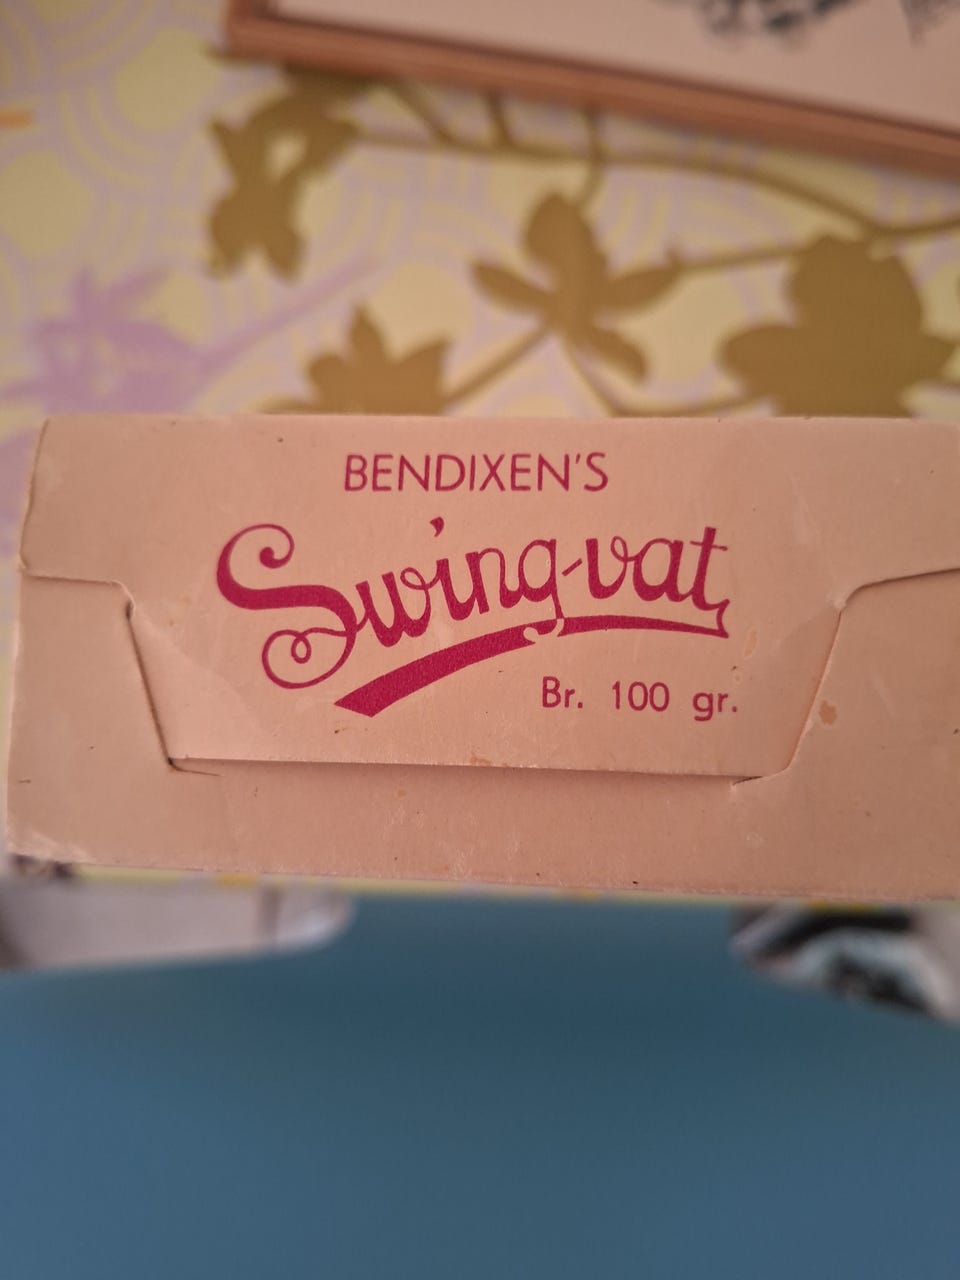 BENDIXEN'S
Swing-vat
Br. 100 gr.